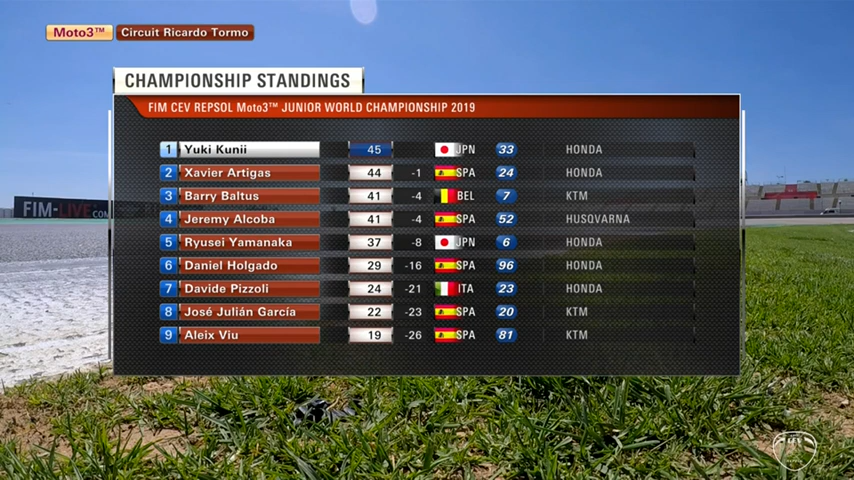 Moto3™ Circuit Ricardo Tormo
CHAMPIONSHIP STANDINGS
FIM CEV REPSOL Moto3™ JUNIOR WORLD CHAMPIONSHIP 2019
1 Yuki Kunii 45 JPN 33 HONDA
2 Xavier Artigas 44 -1 SPA 24 HONDA
3 Barry Baltus 41 -4 BEL 7 KTM
FIM-LIVE.COM
4 Jeremy Alcoba 41 -4 SPA 52 HUSQVARNA
5 Ryusei Yamanaka 37 -8 JPN 6 HONDA
6 Daniel Holgado 29 -16 SPA 96 HONDA
7 Davide Pizzoli 24 -21 ITA 23 HONDA
8 José Julián García 22 -23 SPA 20 KTM
9 Aleix Viu 19 -26 SPA 81 KTM